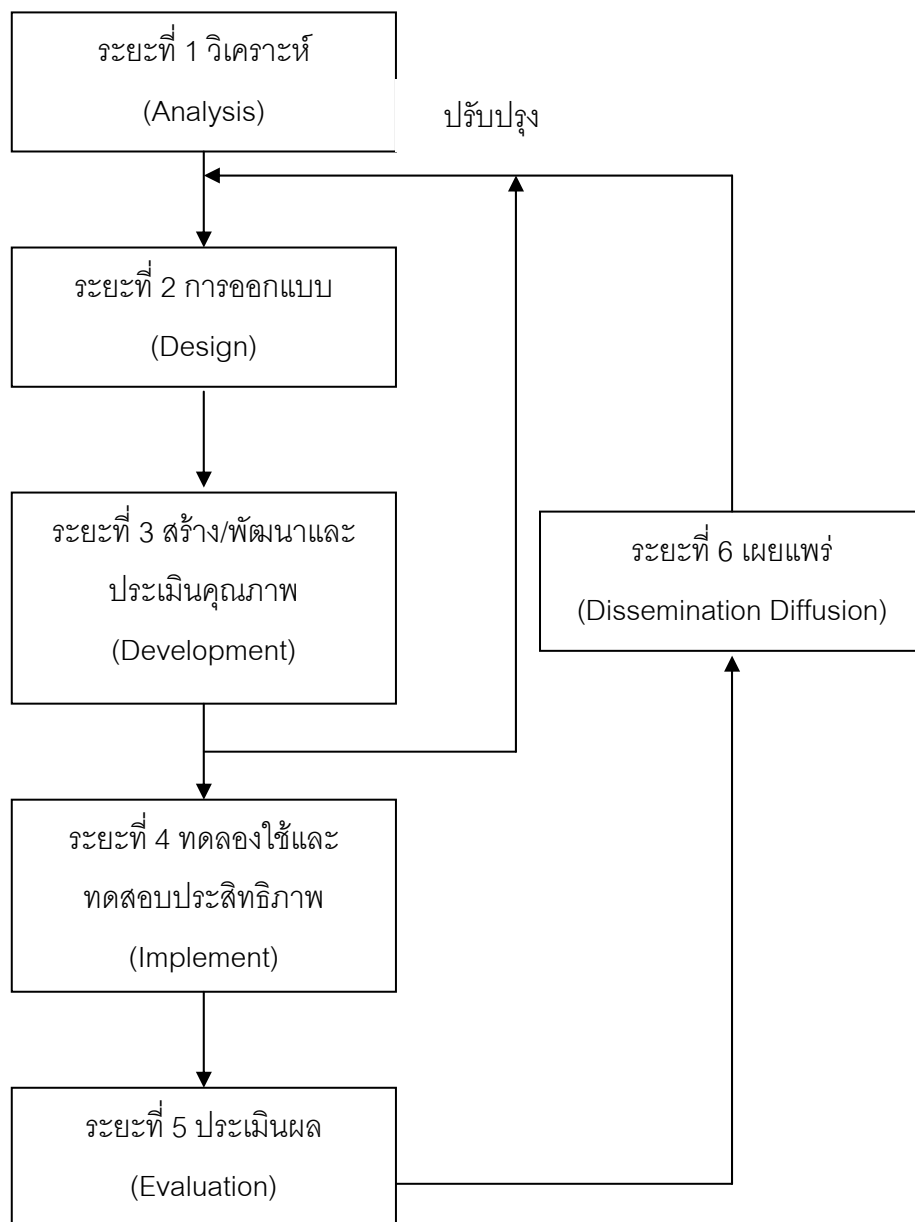 ระยะที่ 1 วิเคราะห์
(Analysis)
ปรับปรุง
ระยะที่ 2 การออกแบบ
(Design)
ระยะที่ 3 สร้าง/พัฒนาและ
ประเมินคุณภาพ
(Development)
ระยะที่ 6 เผยแพร่
(Dissemination Diffusion)
ระยะที่ 4 ทดลองใช้และ
ทดสอบประสิทธิภาพ
(Implement)
ระยะที่ 5 ประเมินผล
(Evaluation)